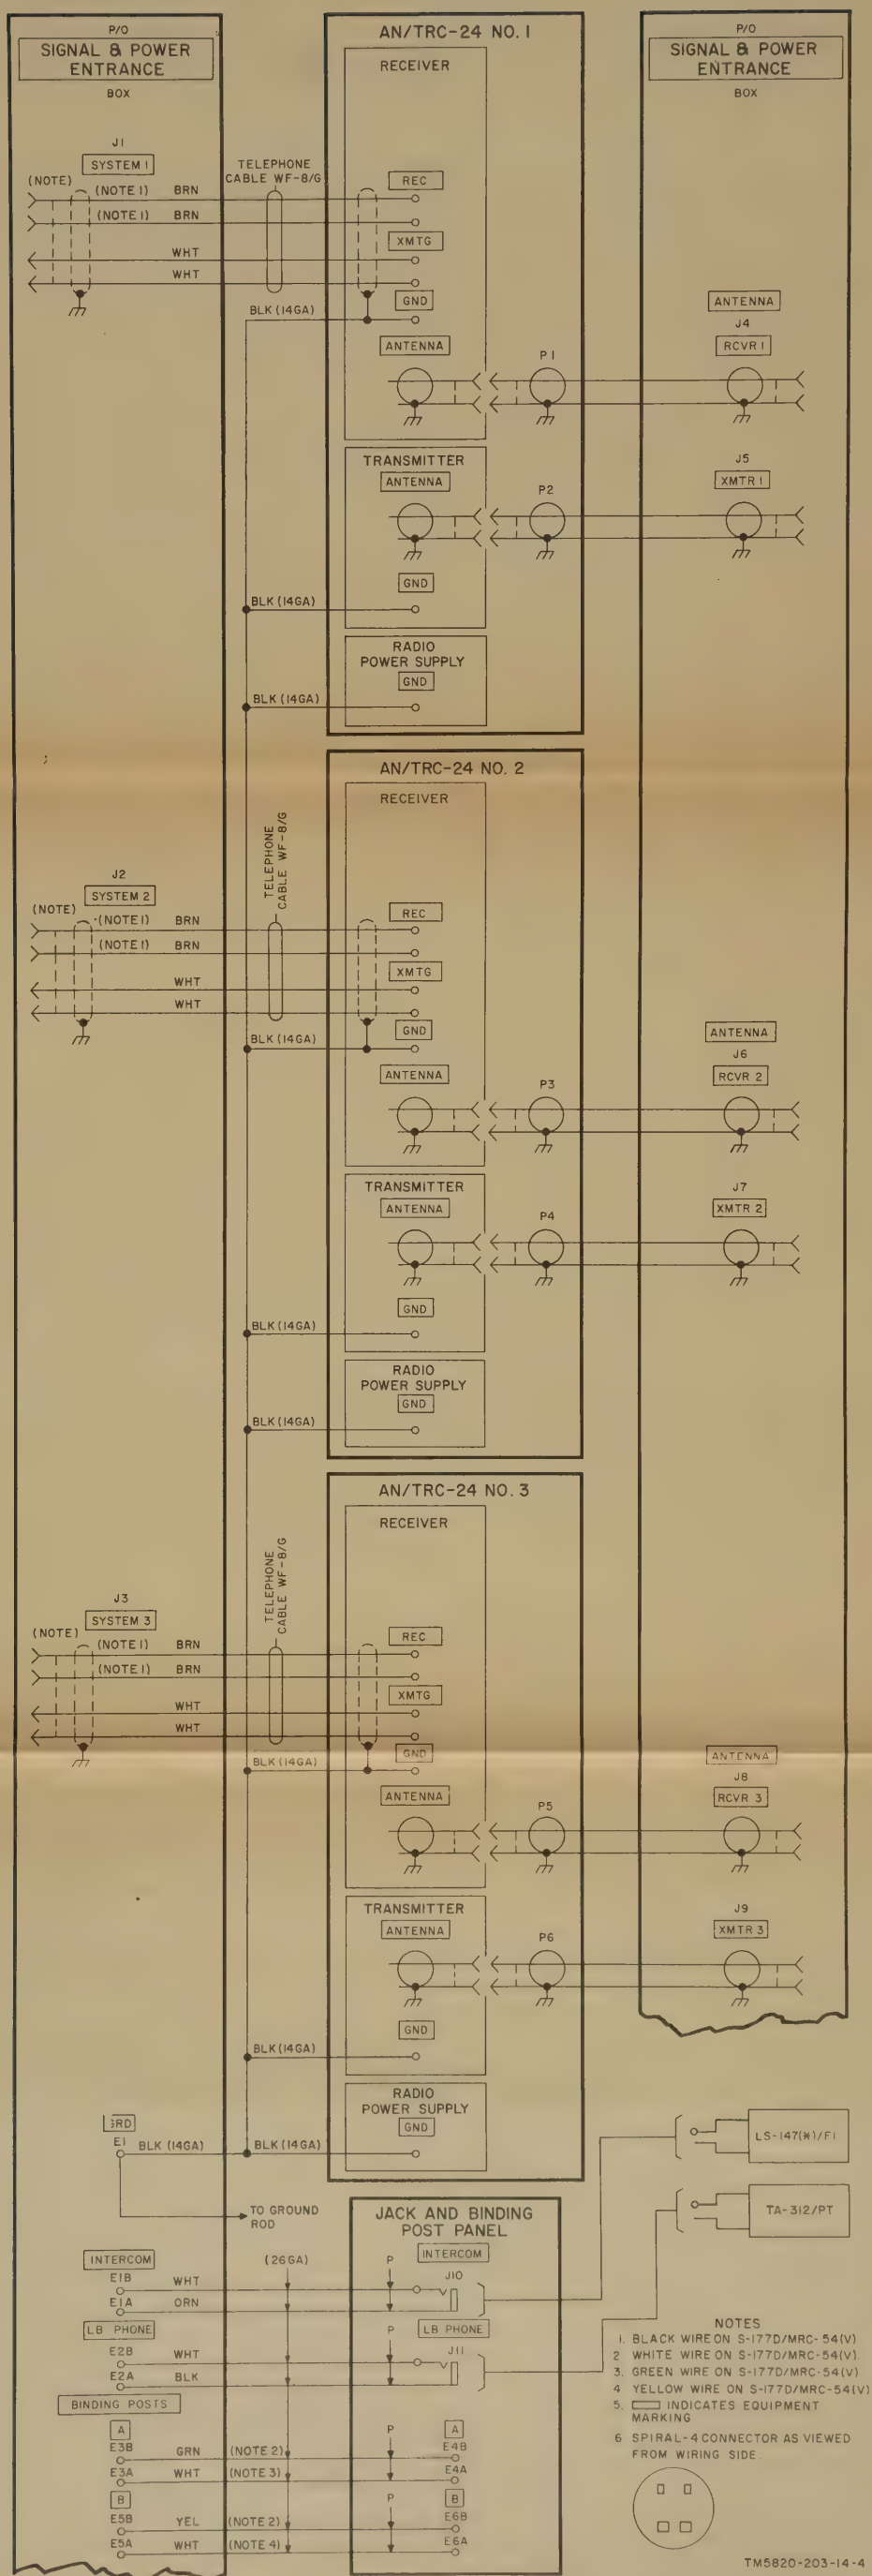 P/O
SIGNAL & POWER
ENTRANCE
BOX
J1
SYSTEM 1
(NOTE)
(NOTE 1) BRN
(NOTE 1) BRN
WHT
WHT
TELEPHONE
CABLE WF-8/G
BLK (14GA)
AN/TRC-24 NO. 1
RECEIVER
REC
XMTG
GND
ANTENNA
P1
TRANSMITTER
ANTENNA
P2
GND
BLK (14GA)
RADIO
POWER SUPPLY
GND
BLK (14GA)
P/O
SIGNAL & POWER
ENTRANCE
BOX
ANTENNA
J4
RCVR 1
J5
XMTR 1
J2
SYSTEM 2
(NOTE)
(NOTE 1) BRN
(NOTE 1) BRN
WHT
WHT
TELEPHONE
CABLE WF-8/G
BLK (14GA)
AN/TRC-24 NO. 2
RECEIVER
REC
XMTG
GND
ANTENNA
P3
TRANSMITTER
ANTENNA
P4
GND
BLK (14GA)
RADIO
POWER SUPPLY
GND
BLK (14GA)
ANTENNA
J6
RCVR 2
J7
XMTR 2
J3
SYSTEM 3
(NOTE)
(NOTE 1) BRN
(NOTE 1) BRN
WHT
WHT
TELEPHONE
CABLE WF-8/G
BLK (14GA)
AN/TRC-24 NO. 3
RECEIVER
REC
XMTG
GND
ANTENNA
P5
TRANSMITTER
ANTENNA
P6
GND
BLK (14GA)
RADIO
POWER SUPPLY
GND
BLK (14GA)
ANTENNA
J8
RCVR 3
J9
XMTR 3
GRD
E1
BLK (14GA)
TO GROUND
ROD
LS-147(*)/FI
TA-312/PT
JACK AND BINDING
POST PANEL
INTERCOM
(26GA)
P
INTERCOM
E1B WHT
J10
E1A ORN
LB PHONE
P
LB PHONE
E2B WHT
J11
E2A BLK
BINDING POSTS
A
P
A
E3B GRN (NOTE 2) E4B
E3A WHT (NOTE 3) E4A
B
P
B
E5B YEL (NOTE 2) E6B
E5A WHT (NOTE 4) E6A
NOTES
1. BLACK WIRE ON S-177D/MRC-54(V)
2 WHITE WIRE ON S-177D/MRC-54(V).
3. GREEN WIRE ON S-177D/MRC-54(V)
4 YELLOW WIRE ON S-177D/MRC-54(V)
5. INDICATES EQUIPMENT
MARKING
6 SPIRAL-4 CONNECTOR AS VIEWED
FROM WIRING SIDE.
TM5820-203-14-4